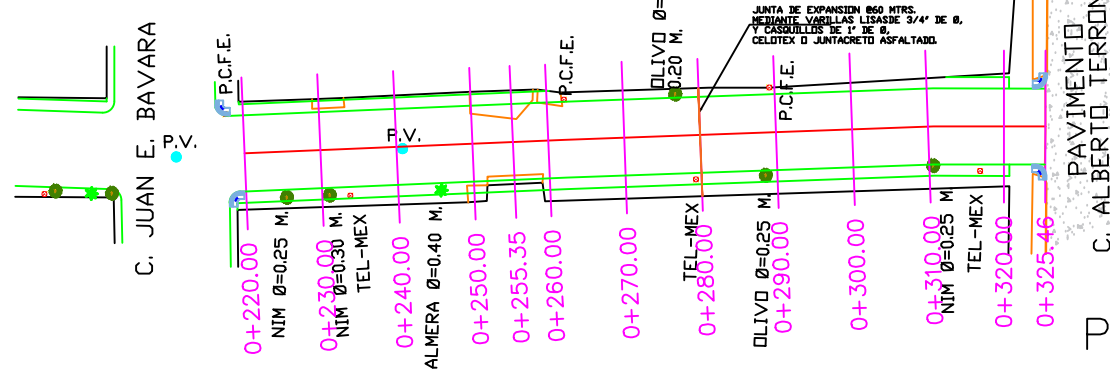 JUNTA DE EXPANSION @60 MTRS.
MEDIANTE VARILLAS LISASDE 3/4" DE Ø,
Y CASQUILLOS DE 1" DE Ø,
CELOTEX O JUNTACRETO ASFALTADO.
C. JUAN E. BAVARA
P.V.
P.C.F.E.
P.V.
P.C.F.E.
OLIVO Ø=
0.20 M.
P.C.F.E.
PAVIMENTO
C. ALBERTO TERRON
0+220.00
NIM Ø=0.25 M.
0+230.00
NIM Ø=0.30 M.
TEL-MEX
0+240.00
ALMERA Ø=0.40 M.
0+250.00
0+255.35
0+260.00
0+270.00
TEL-MEX
0+280.00
OLIVO Ø=0.25 M.
0+290.00
0+300.00
0+310.00
NIM Ø=0.25 M.
TEL-MEX
0+320.00
0+325.46
P